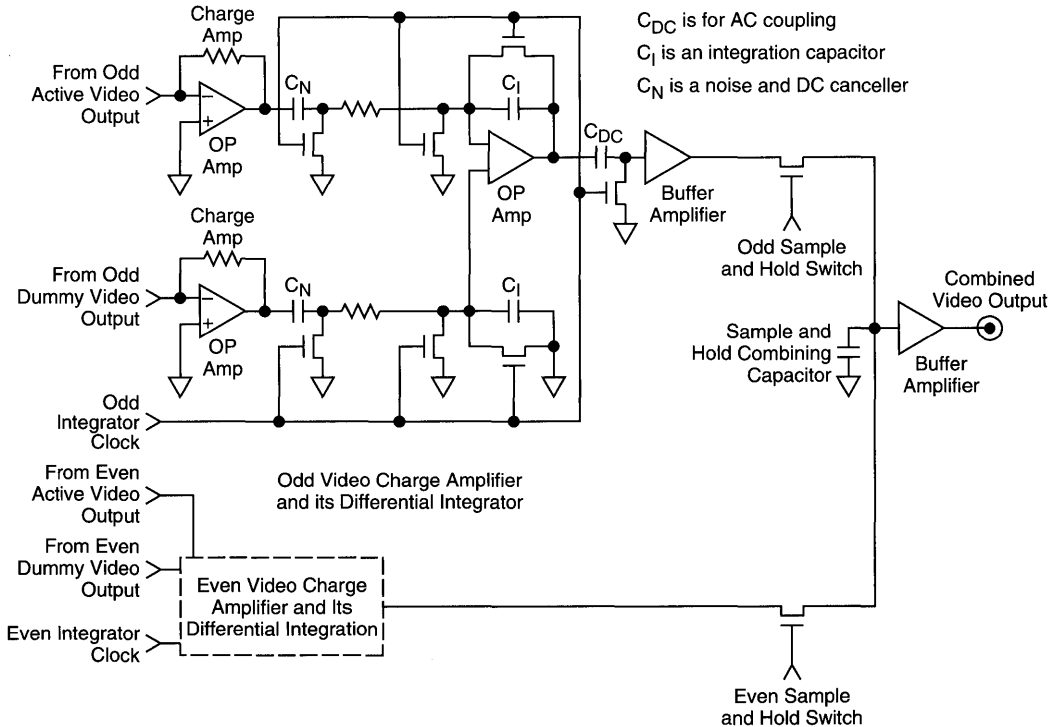 Charge
Amp
From Odd
Active Video
Output
−
+
OP
Amp
C_N
C_I
OP
Amp
C_DC
C_DC is for AC coupling
C_I is an integration capacitor
C_N is a noise and DC canceller
Buffer
Amplifier
Odd Sample
and Hold Switch
Charge
Amp
From Odd
Dummy Video
Output
−
+
OP
Amp
C_N
C_I
Combined
Video Output
Sample and
Hold Combining
Capacitor
Buffer
Amplifier
Odd
Integrator
Clock
Odd Video Charge Amplifier
and its Differential Integrator
From Even
Active Video
Output
From Even
Dummy Video
Output
Even Integrator
Clock
Even Video Charge
Amplifier and Its
Differential Integration
Even Sample
and Hold Switch